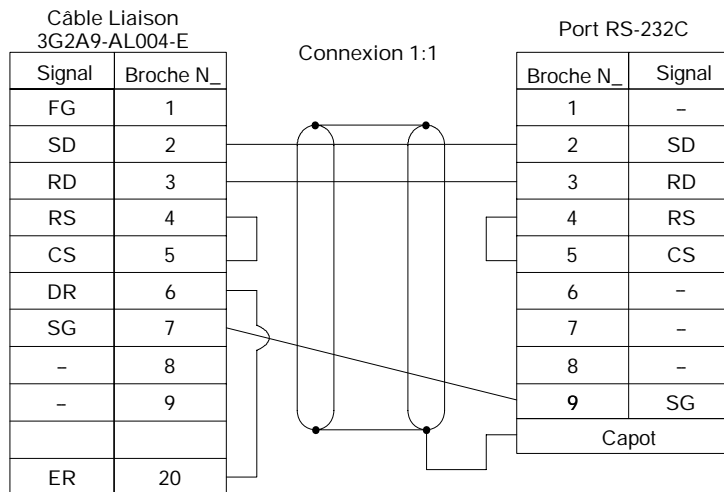 Câble Liaison
3G2A9-AL004-E
Connexion 1:1
Port RS-232C
Signal Broche N_
Broche N_ Signal
FG 1
1 –
SD 2
2 SD
RD 3
3 RD
RS 4
4 RS
CS 5
5 CS
DR 6
6 –
SG 7
7 –
– 8
8 –
– 9
9 SG
Capot
ER 20